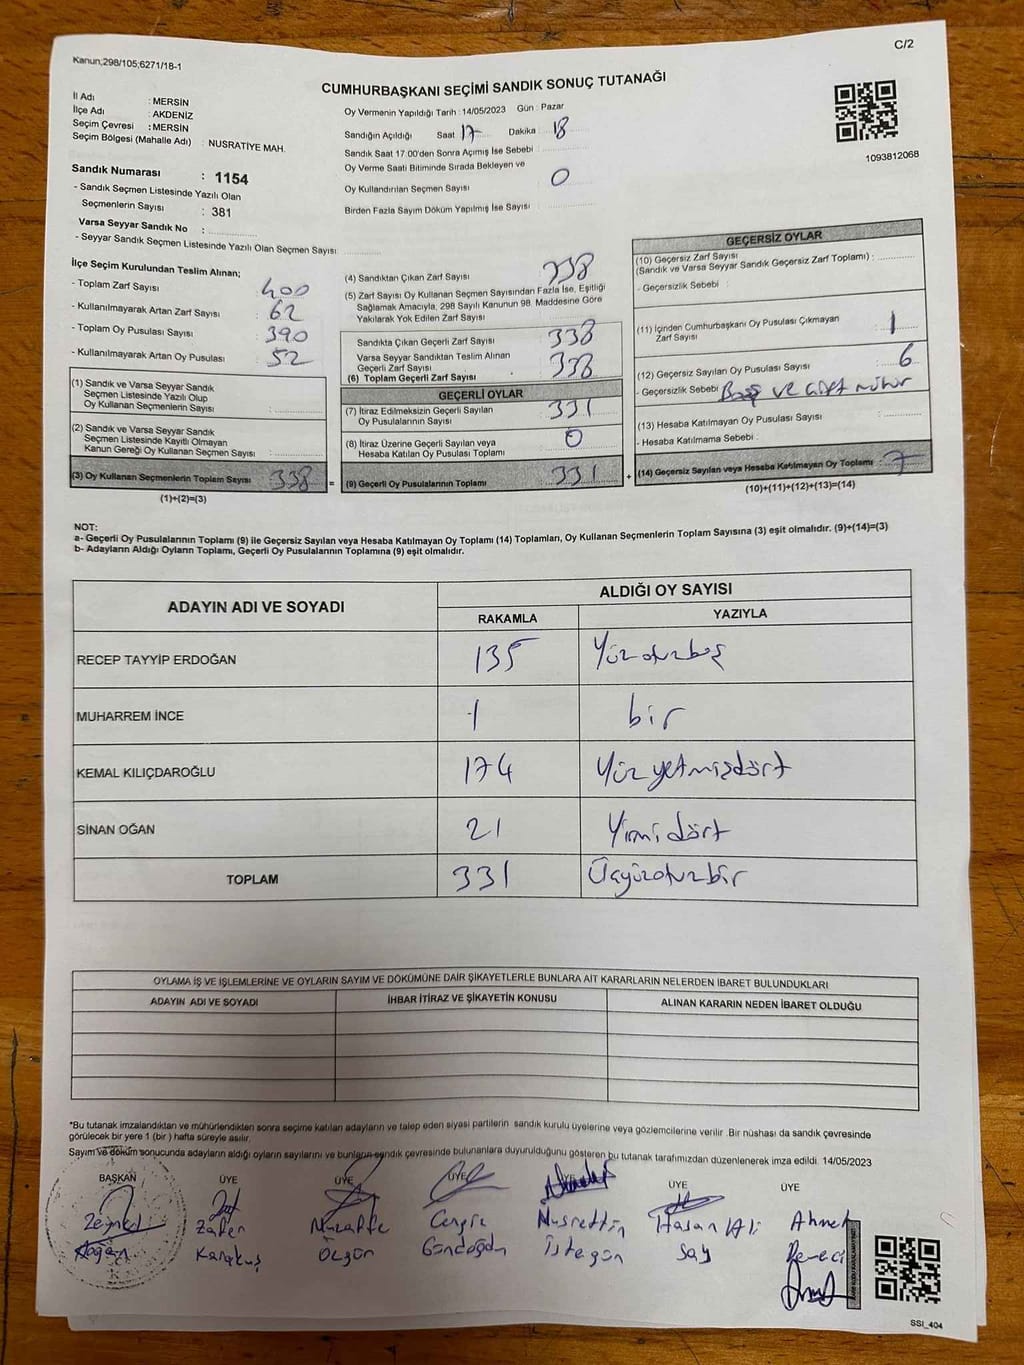 C/2
Kanun;298/105;6271/18-1
CUMHURBAŞKANI SEÇİMİ SANDIK SONUÇ TUTANAĞI
İl Adı : MERSİN
İlçe Adı : AKDENİZ
Seçim Çevresi : MERSİN
Seçim Bölgesi (Mahalle Adı) : NUSRATİYE MAH.
Sandık Numarası : 1154
- Sandık Seçmen Listesinde Yazılı Olan
Seçmenlerin Sayısı : 381
Varsa Seyyar Sandık No :
- Seyyar Sandık Seçmen Listesinde Yazılı Olan Seçmen Sayısı:
Oy Vermenin Yapıldığı Tarih : 14/05/2023 Gün : Pazar
Sandığın Açıldığı Saat 17 Dakika 18
Sandık Saat 17:00'den Sonra Açımış İse Sebebi :
Oy Verme Saati Bitiminde Sırada Bekleyen ve
Oy Kullandırılan Seçmen Sayısı 0
Birden Fazla Sayım Döküm Yapılmış İse Sayısı :
1093812068
İlçe Seçim Kurulundan Teslim Alınan;
- Toplam Zarf Sayısı : 400
- Kullanılmayarak Artan Zarf Sayısı : 62
- Toplam Oy Pusulası Sayısı : 390
- Kullanılmayarak Artan Oy Pusulası : 52
(1) Sandık ve Varsa Seyyar Sandık
Seçmen Listesinde Yazılı Olup
Oy Kullanan Seçmenlerin Sayısı :
(2) Sandık ve Varsa Seyyar Sandık
Seçmen Listesinde Kayıtlı Olmayan
Kanun Gereği Oy Kullanan Seçmen Sayısı :
(3) Oy Kullanan Seçmenlerin Toplam Sayısı 338 =
(1)+(2)=(3)
(4) Sandıktan Çıkan Zarf Sayısı : 338
(5) Zarf Sayısı Oy Kullanan Seçmen Sayısından Fazla İse, Eşitliği
Sağlamak Amacıyla, 298 Sayılı Kanunun 98. Maddesine Göre
Yakılarak Yok Edilen Zarf Sayısı
Sandıkta Çıkan Geçerli Zarf Sayısı : 338
Varsa Seyyar Sandıktan Teslim Alınan
Geçerli Zarf Sayısı
(6) Toplam Geçerli Zarf Sayısı : 338
GEÇERLİ OYLAR
(7) İtiraz Edilmeksizin Geçerli Sayılan
Oy Pusulalarının Sayısı : 331
(8) İtiraz Üzerine Geçerli Sayılan veya
Hesaba Katılan Oy Pusulası Toplamı : 0
(9) Geçerli Oy Pusulalarının Toplamı : 331 +
GEÇERSİZ OYLAR
(10) Geçersiz Zarf Sayısı
(Sandık ve Varsa Seyyar Sandık Geçersiz Zarf Toplamı) :
- Geçersizlik Sebebi :
(11) İçinden Cumhurbaşkanı Oy Pusulası Çıkmayan
Zarf Sayısı : 1
(12) Geçersiz Sayılan Oy Pusulası Sayısı : 6
- Geçersizlik Sebebi Boş ve çift mühür
(13) Hesaba Katılmayan Oy Pusulası Sayısı :
- Hesaba Katılmama Sebebi :
(14) Geçersiz Sayılan veya Hesaba Katılmayan Oy Toplamı : 7
(10)+(11)+(12)+(13)=(14)
NOT:
a- Geçerli Oy Pusulalarının Toplamı (9) ile Geçersiz Sayılan veya Hesaba Katılmayan Oy Toplamı (14) Toplamları, Oy Kullanan Seçmenlerin Toplam Sayısına (3) eşit olmalıdır. (9)+(14)=(3)
b- Adayların Aldığı Oyların Toplamı, Geçerli Oy Pusulalarının Toplamına (9) eşit olmalıdır.
ADAYIN ADI VE SOYADI ALDIĞI OY SAYISI
RAKAMLA YAZIYLA
RECEP TAYYİP ERDOĞAN 135 Yüzotuzbeş
MUHARREM İNCE 1 bir
KEMAL KILIÇDAROĞLU 174 Yüzyetmişdört
SİNAN OĞAN 21 Yirmidört
TOPLAM 331 Üçyüzotuzbir
OYLAMA İŞ VE İŞLEMLERİNE VE OYLARIN SAYIM VE DÖKÜMÜNE DAİR ŞİKAYETLERLE BUNLARA AİT KARARLARIN NELERDEN İBARET BULUNDUKLARI
ADAYIN ADI VE SOYADI İHBAR İTİRAZ VE ŞİKAYETİN KONUSU ALINAN KARARIN NEDEN İBARET OLDUĞU
*Bu tutanak imzalandıktan ve mühürlendikten sonra seçime katılan adayların ve talep eden siyasi partilerin sandık kurulu üyelerine veya gözlemcilerine verilir .Bir nüshası da sandık çevresinde
görülecek bir yere 1 (bir ) hafta süreyle asılır.
Sayım ve döküm sonucunda adayların aldığı oyların sayılarını ve bunların sandık çevresinde bulunanlara duyurulduğunu gösteren bu tutanak tarafımızdan düzenlenerek imza edildi. 14/05/2023
BAŞKAN ÜYE ÜYE ÜYE ÜYE ÜYE ÜYE
Zeynel Zafer Muzaffe Cengiz Nusrettin Hasan Ali Ahmet
Doğan Karakuş Özgün Gündoğdu İstegün Say
SSI_404